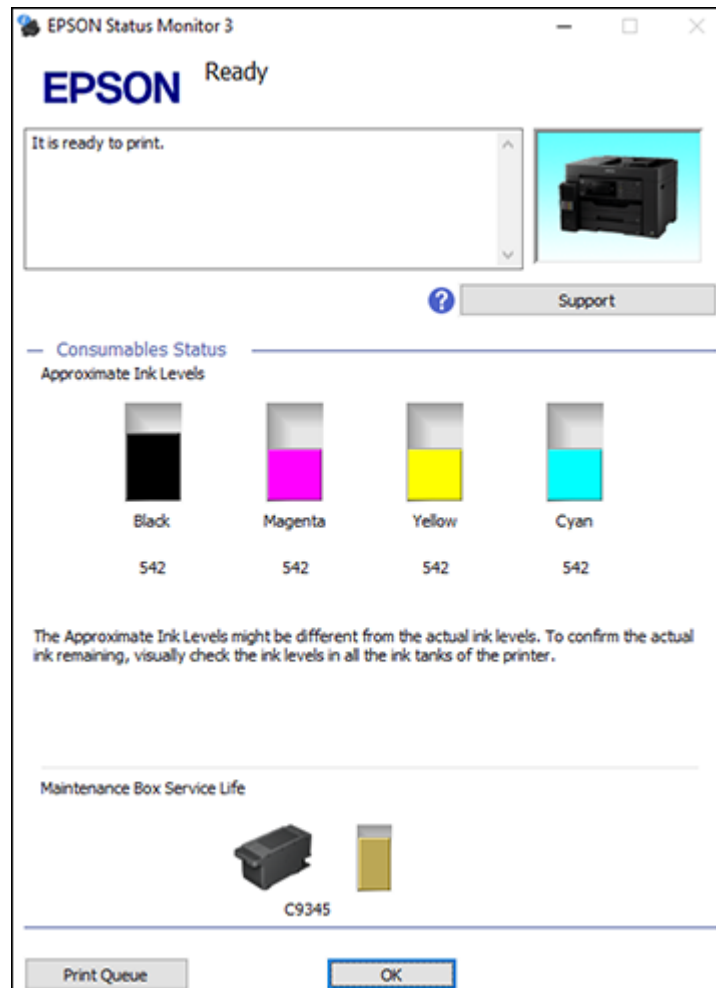 EPSON Status Monitor 3
EPSON
Ready
It is ready to print.
?
Support
Consumables Status
Approximate Ink Levels
Black Magenta Yellow Cyan
542 542 542 542
The Approximate Ink Levels might be different from the actual ink levels. To confirm the actual
ink remaining, visually check the ink levels in all the ink tanks of the printer.
Maintenance Box Service Life
C9345
Print Queue OK